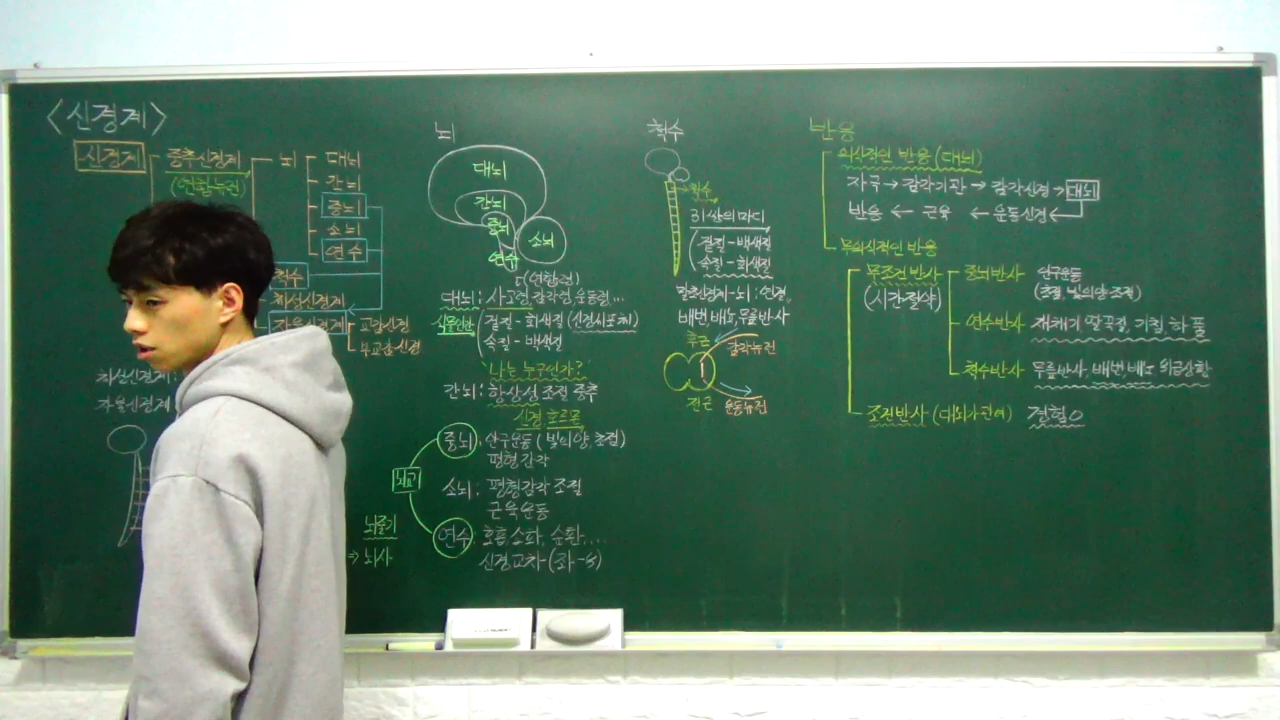 <신경계>
신경계
중추신경계
(연합뉴런)
뇌
대뇌
간뇌
중뇌
소뇌
연수
척수
체성신경계
자율신경계
교감신경
부교감신경
체성신경계:
자율신경계
뇌
대뇌
간뇌
중뇌
소뇌
연수
(연합령)
대뇌: 사고령, 감각령, 운동령...
식물인간
겉질 - 회색질 (신경세포체)
속질 - 백색질
"나는 누구인가?"
간뇌: 항상성 조절 중추
신경, 호르몬
뇌간
중뇌: 안구운동 (빛의 양, 조절)
평형감각
소뇌: 평형감각 조절
근육운동
연수: 호흡, 소화, 순환....
신경교차 (좌-우)
뇌줄기
⇒ 뇌사
척수
척수
31쌍의 마디
겉질 - 백색질
속질 - 회색질
말초신경계 - 뇌: 연결,
배변, 배뇨, 무릎반사
후근
감각뉴런
전근
운동뉴런
반응
의식적인 반응 (대뇌)
자극 → 감각기관 → 감각신경 → 대뇌
반응 ← 근육 ← 운동신경 ←
무의식적인 반응
무조건 반사
(시간절약)
중뇌반사
안구운동
(초점, 빛의 양 조절)
연수반사
재채기 딸꾹질, 기침, 하품
척수반사
무릎반사, 배변, 배뇨 위급상황
조건반사 (대뇌가 관여)
경험 O